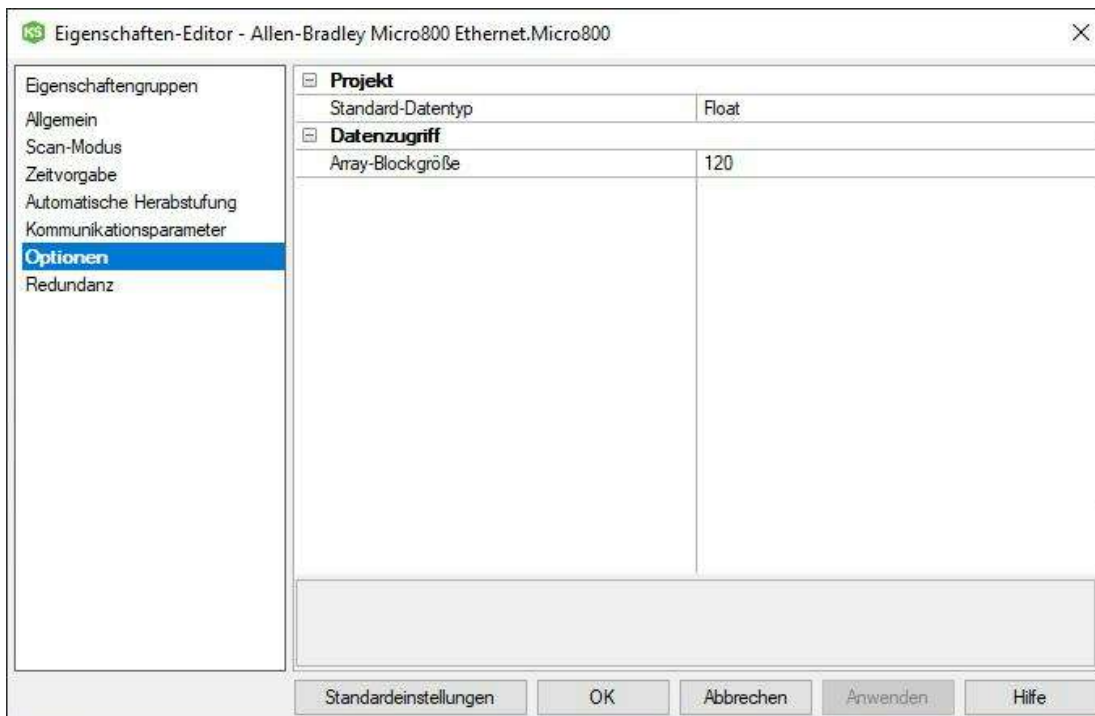 KS Eigenschaften-Editor - Allen-Bradley Micro800 Ethernet.Micro800
Eigenschaftengruppen
Allgemein
Scan-Modus
Zeitvorgabe
Automatische Herabstufung
Kommunikationsparameter
Optionen
Redundanz
Projekt
Standard-Datentyp Float
Datenzugriff
Array-Blockgröße 120
Standardeinstellungen OK Abbrechen Anwenden Hilfe